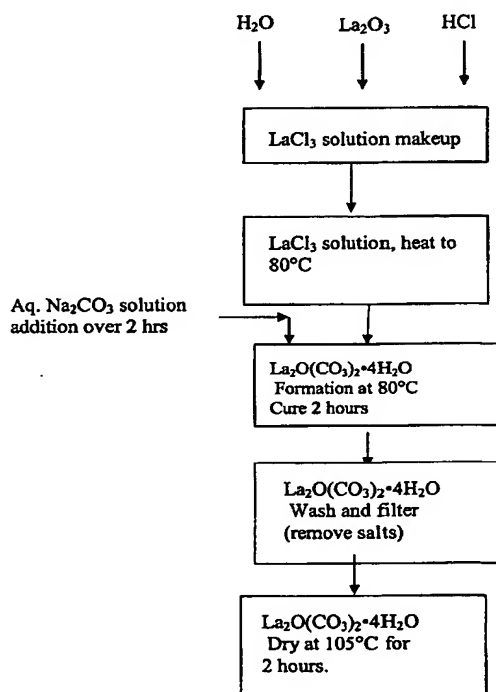 H₂O La₂O₃ HCl
LaCl₃ solution makeup
LaCl₃ solution, heat to
80°C
Aq. Na₂CO₃ solution
addition over 2 hrs
La₂O(CO₃)₂•4H₂O
Formation at 80°C
Cure 2 hours
La₂O(CO₃)₂•4H₂O
Wash and filter
(remove salts)
La₂O(CO₃)₂•4H₂O
Dry at 105°C for
2 hours.